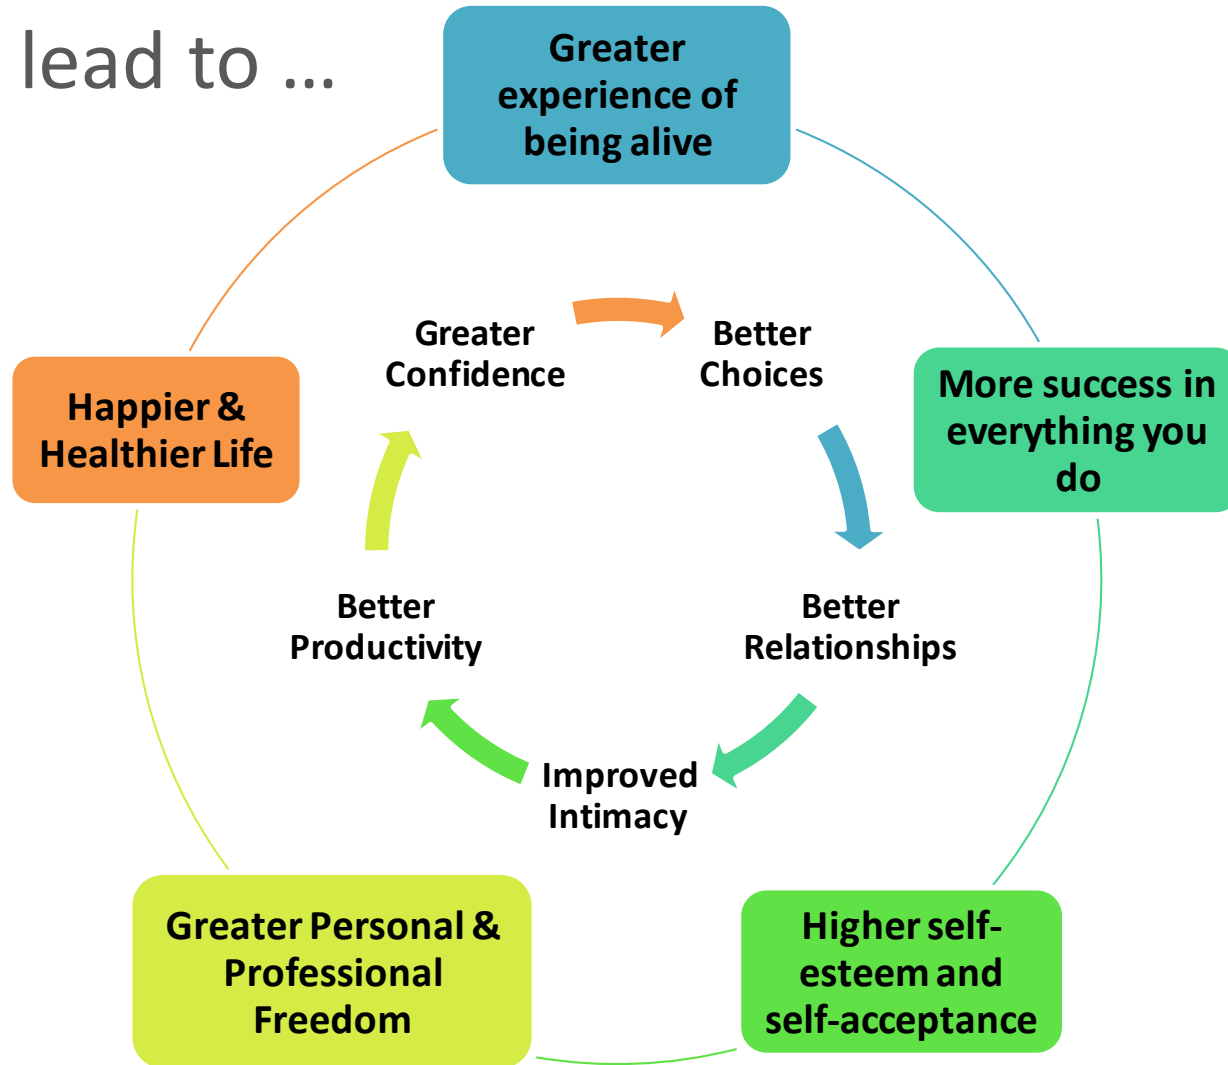 lead to ...
Greater
experience of
being alive
More success in
everything you
do
Higher self-
esteem and
self-acceptance
Greater Personal &
Professional
Freedom
Happier &
Healthier Life
Greater
Confidence
Better
Choices
Better
Relationships
Improved
Intimacy
Better
Productivity